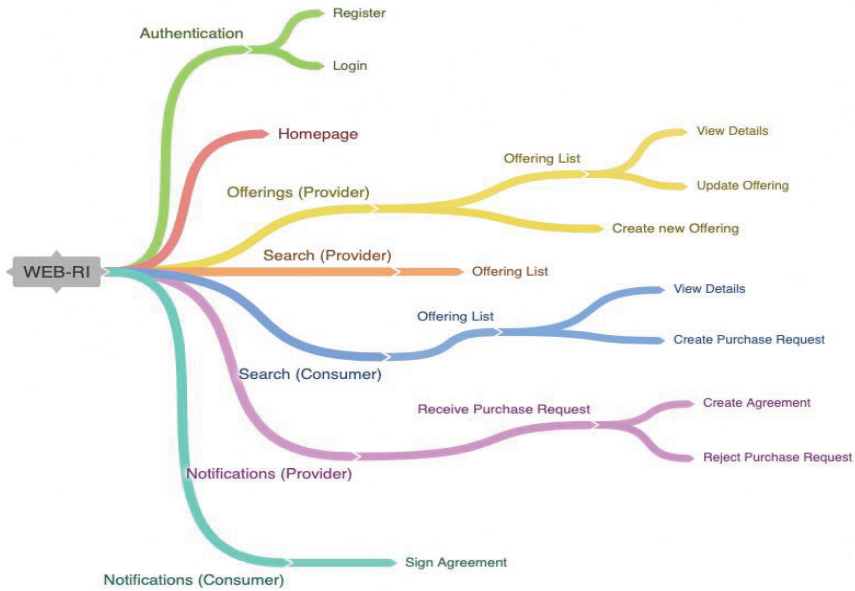 Register
Authentication
Login
View Details
Homepage
Offering List
Update Offering
Offerings (Provider)
Create new Offering
Search (Provider)
WEB-RI
Offering List
View Details
Offering List
Create Purchase Request
Search (Consumer)
Create Agreement
Receive Purchase Request
Reject Purchase Request
Notifications (Provider)
Sign Agreement
Notifications (Consumer)